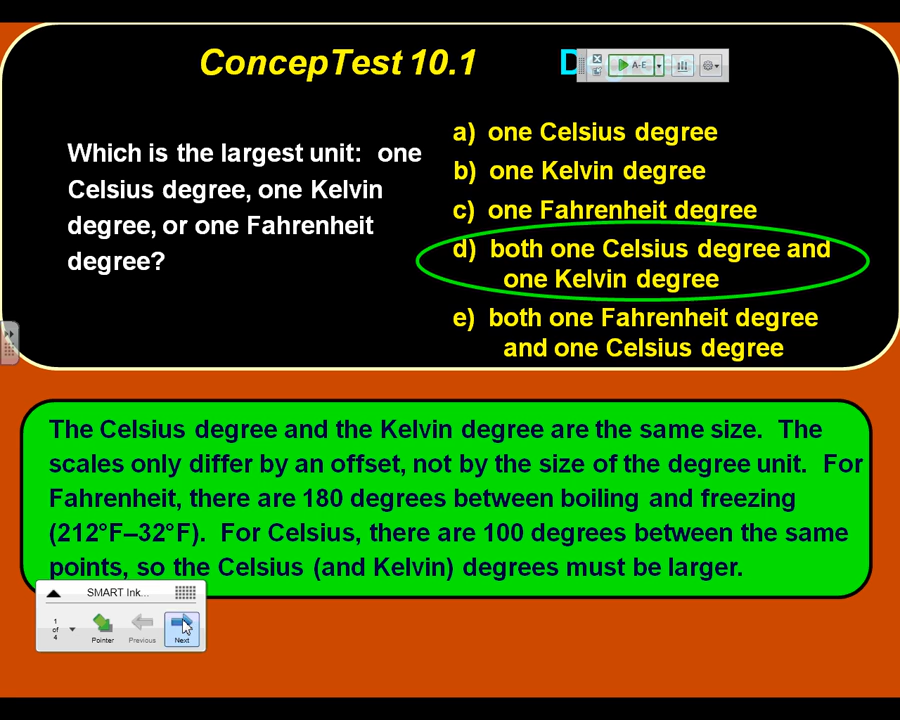 ConcepTest 10.1
A-E
Which is the largest unit:  one
Celsius degree, one Kelvin
degree, or one Fahrenheit
degree?
a)  one Celsius degree
b)  one Kelvin degree
c)  one Fahrenheit degree
d)  both one Celsius degree and
one Kelvin degree
e)  both one Fahrenheit degree
and one Celsius degree
The Celsius degree and the Kelvin degree are the same size.  The
scales only differ by an offset, not by the size of the degree unit.  For
Fahrenheit, there are 180 degrees between boiling and freezing
(212°F–32°F).  For Celsius, there are 100 degrees between the same
points, so the Celsius (and Kelvin) degrees must be larger.
SMART Ink...
1
of
4
Pointer
Previous
Next